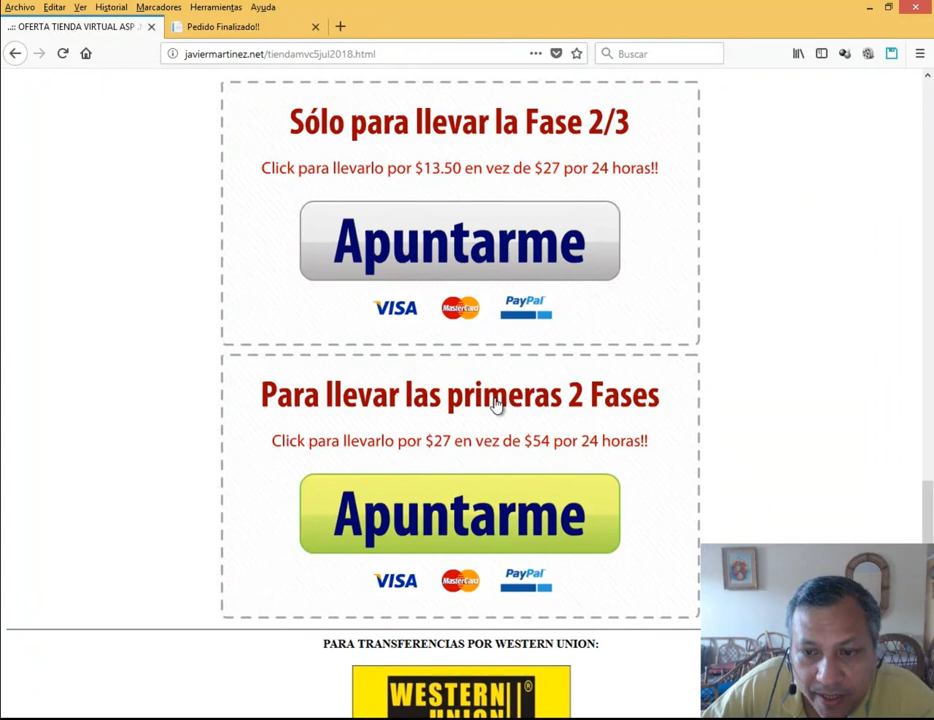 Archivo Editar Ver Historial Marcadores Herramientas Ayuda
..:: OFERTA TIENDA VIRTUAL ASP .N
Pedido Finalizado!!
javiermartinez.net/tiendamvc5jul2018.html
Buscar
Sólo para llevar la Fase 2/3
Click para llevarlo por $13.50 en vez de $27 por 24 horas!!
Apuntarme
VISA MasterCard PayPal
Para llevar las primeras 2 Fases
Click para llevarlo por $27 en vez de $54 por 24 horas!!
Apuntarme
VISA MasterCard PayPal
PARA TRANSFERENCIAS POR WESTERN UNION:
WESTERN ®
UNION